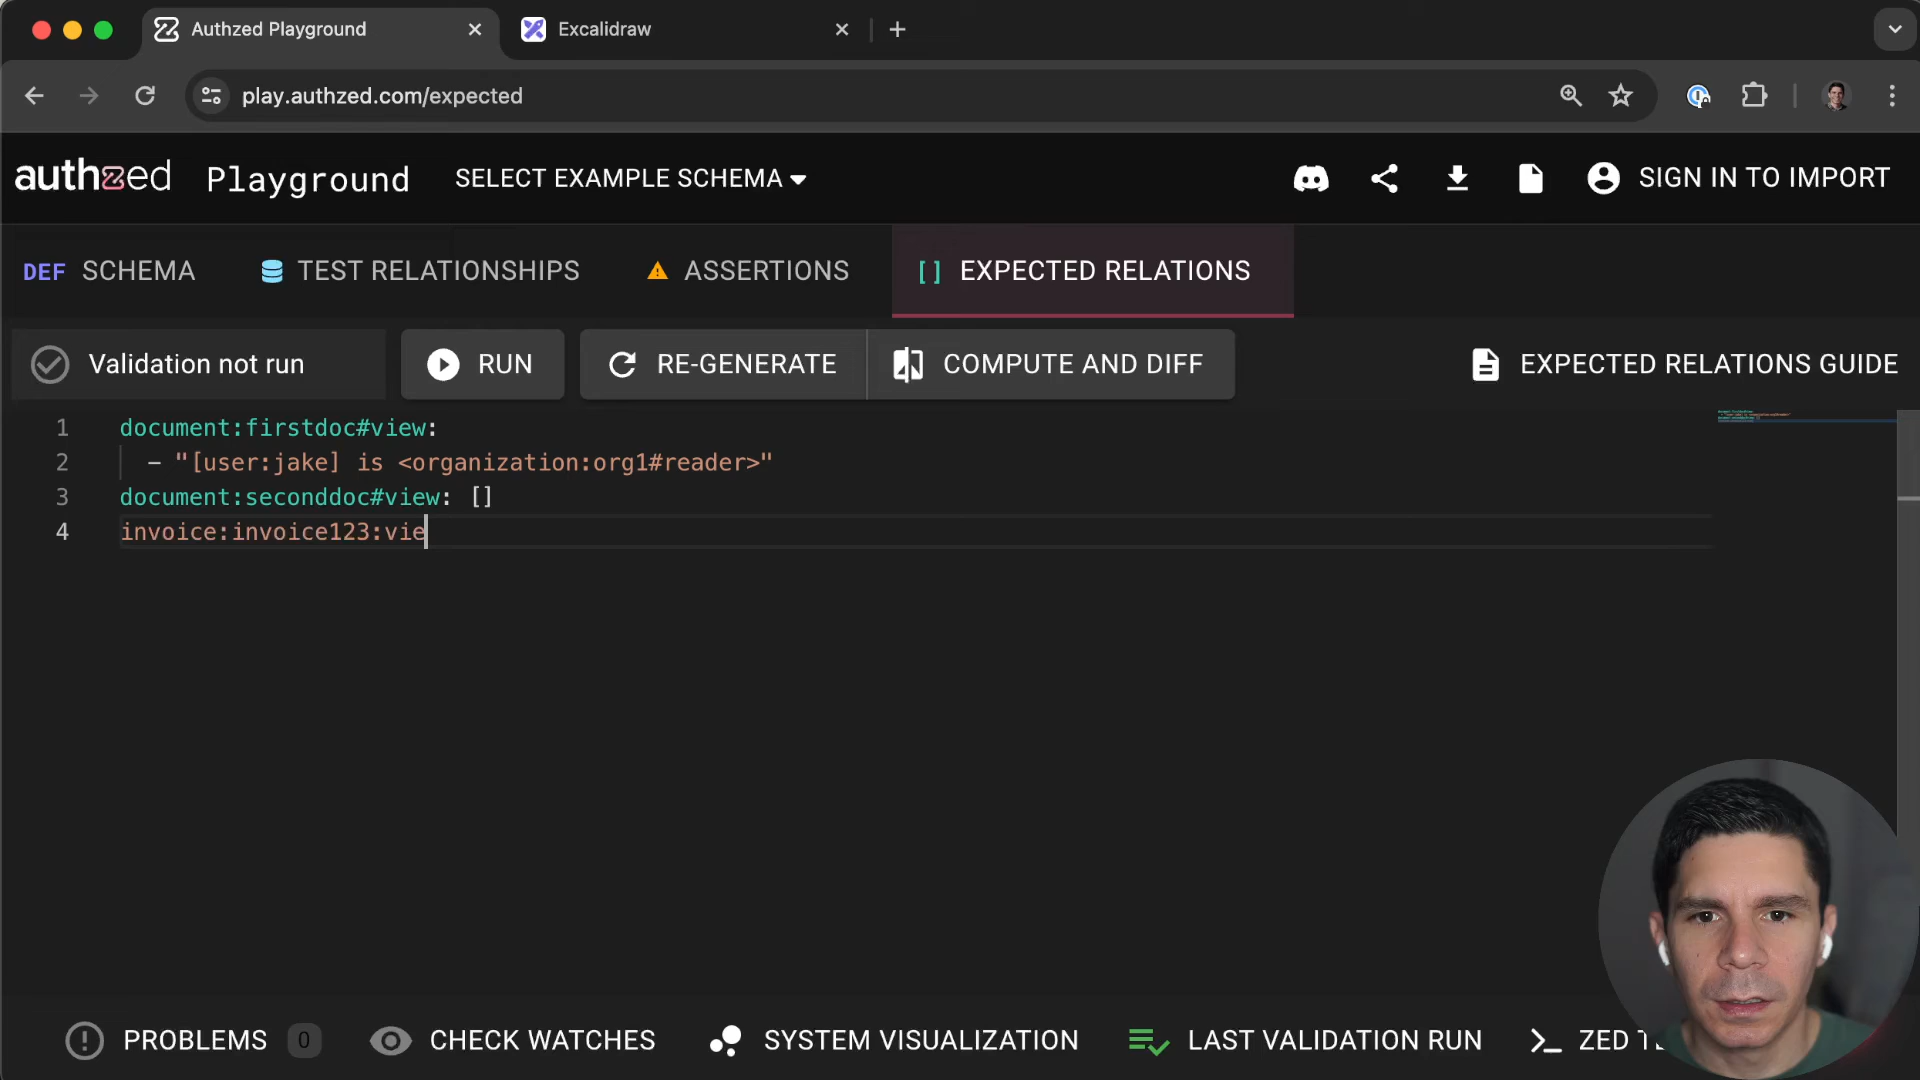 Authzed Playground
Excalidraw
play.authzed.com/expected
authzed Playground SELECT EXAMPLE SCHEMA
SIGN IN TO IMPORT
DEF SCHEMA TEST RELATIONSHIPS ASSERTIONS [] EXPECTED RELATIONS
Validation not run RUN RE-GENERATE COMPUTE AND DIFF EXPECTED RELATIONS GUIDE
1 document:firstdoc#view:
2 - "[user:jake] is <organization:org1#reader>"
3 document:seconddoc#view: []
4 invoice:invoice123:vie
PROBLEMS 0 CHECK WATCHES SYSTEM VISUALIZATION LAST VALIDATION RUN ZED